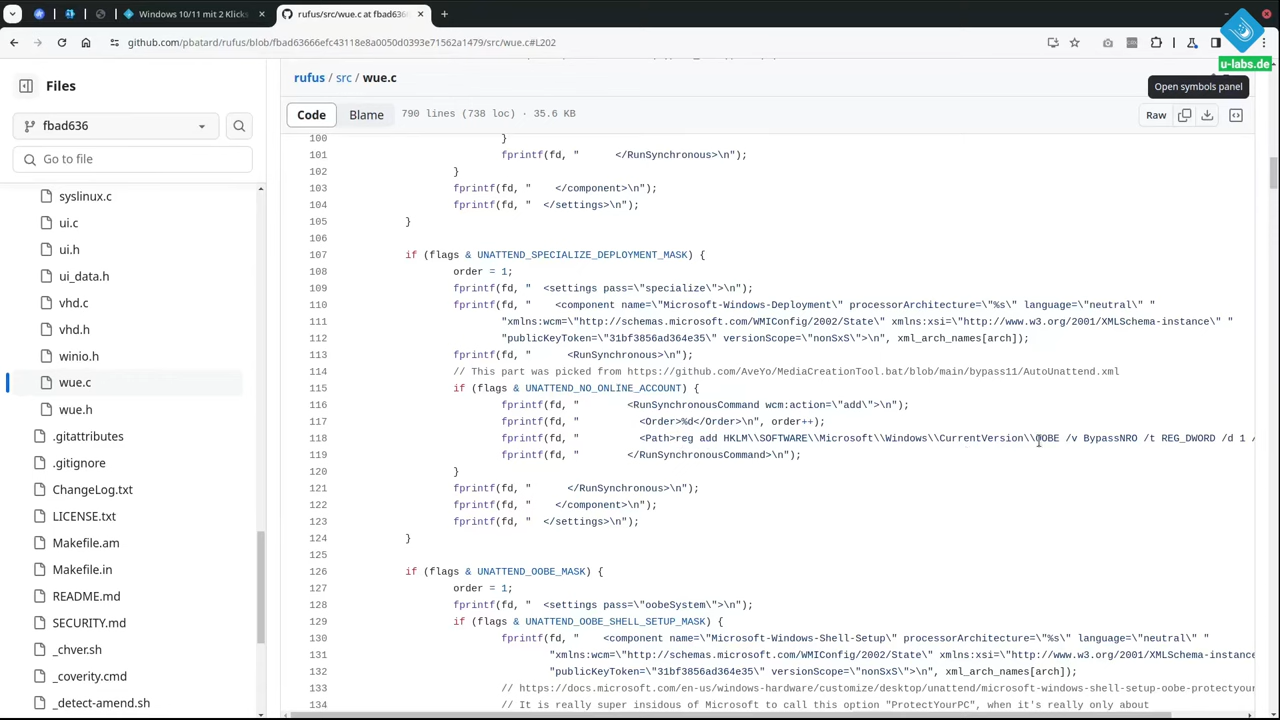 Windows 10/11 mit 2 Klicks
rufus/src/wue.c at fbad636
github.com/pbatard/rufus/blob/fbad63666efc43118e8a0050d0393e71562a1479/src/wue.c#L202
u-labs.de
Files
rufus / src / wue.c
Open symbols panel
fbad636
Code Blame 790 lines (738 loc) · 35.6 KB
Raw
Go to file
syslinux.c
ui.c
ui.h
ui_data.h
vhd.c
vhd.h
winio.h
wue.c
wue.h
.gitattributes
.gitignore
ChangeLog.txt
LICENSE.txt
Makefile.am
Makefile.in
README.md
SECURITY.md
_chver.sh
_coverity.cmd
_detect-amend.sh
100 }
101 fprintf(fd, "      </RunSynchronous>\n");
102 }
103 fprintf(fd, "    </component>\n");
104 fprintf(fd, "  </settings>\n");
105 }
106
107 if (flags & UNATTEND_SPECIALIZE_DEPLOYMENT_MASK) {
108 order = 1;
109 fprintf(fd, "  <settings pass=\"specialize\">\n");
110 fprintf(fd, "    <component name=\"Microsoft-Windows-Deployment\" processorArchitecture=\"%s\" language=\"neutral\" "
111 "xmlns:wcm=\"http://schemas.microsoft.com/WMIConfig/2002/State\" xmlns:xsi=\"http://www.w3.org/2001/XMLSchema-instance\" "
112 "publicKeyToken=\"31bf3856ad364e35\" versionScope=\"nonSxS\">\n", xml_arch_names[arch]);
113 fprintf(fd, "      <RunSynchronous>\n");
114 // This part was picked from https://github.com/AveYo/MediaCreationTool.bat/blob/main/bypass11/AutoUnattend.xml
115 if (flags & UNATTEND_NO_ONLINE_ACCOUNT) {
116 fprintf(fd, "        <RunSynchronousCommand wcm:action=\"add\">\n");
117 fprintf(fd, "          <Order>%d</Order>\n", order++);
118 fprintf(fd, "          <Path>reg add HKLM\\SOFTWARE\\Microsoft\\Windows\\CurrentVersion\\OOBE /v BypassNRO /t REG_DWORD /d 1 /
119 fprintf(fd, "        </RunSynchronousCommand>\n");
120 }
121 fprintf(fd, "      </RunSynchronous>\n");
122 fprintf(fd, "    </component>\n");
123 fprintf(fd, "  </settings>\n");
124 }
125
126 if (flags & UNATTEND_OOBE_MASK) {
127 order = 1;
128 fprintf(fd, "  <settings pass=\"oobeSystem\">\n");
129 if (flags & UNATTEND_OOBE_SHELL_SETUP_MASK) {
130 fprintf(fd, "    <component name=\"Microsoft-Windows-Shell-Setup\" processorArchitecture=\"%s\" language=\"neutral\" "
131 "xmlns:wcm=\"http://schemas.microsoft.com/WMIConfig/2002/State\" xmlns:xsi=\"http://www.w3.org/2001/XMLSchema-instance
132 "publicKeyToken=\"31bf3856ad364e35\" versionScope=\"nonSxS\">\n", xml_arch_names[arch]);
133 // https://docs.microsoft.com/en-us/windows-hardware/customize/desktop/unattend/microsoft-windows-shell-setup-oobe-protectyour
134 // It is really super insidous of Microsoft to call this option "ProtectYourPC", when it's really only about